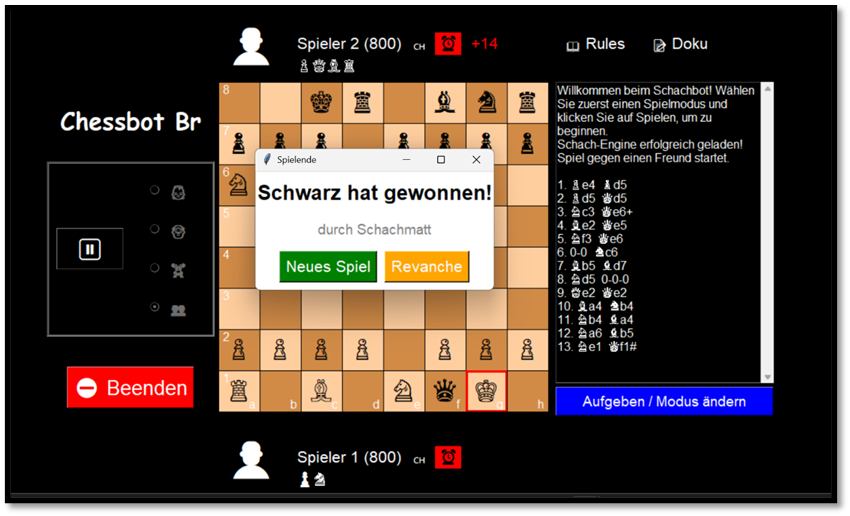 Spieler 2 (800) CH +14
Rules
Doku
♙♕♗♖
Chessbot Br
Willkommen beim Schachbot! Wählen
Sie zuerst einen Spielmodus und
klicken Sie auf Spielen, um zu
beginnen.
Schach-Engine erfolgreich geladen!
Spiel gegen einen Freund startet.
1. ♙e4 ♟d5
2. ♙d5 ♛d5
3. ♘c3 ♛e6+
4. ♗e2 ♛e5
5. ♘f3 ♛e6
6. 0-0 ♞c6
7. ♗b5 ♝d7
8. ♘d5 0-0-0
9. ♕e2 ♛e2
10. ♗a4 ♞b4
11. ♘b4 ♝a4
12. ♘a6 ♝b5
13. ♘e1 ♛f1#
8
7
6
5
4
3
2
1
a
b
c
d
e
f
g
h
Spielende
Schwarz hat gewonnen!
durch Schachmatt
Neues Spiel
Revanche
Beenden
Aufgeben / Modus ändern
Spieler 1 (800) CH
♟♞